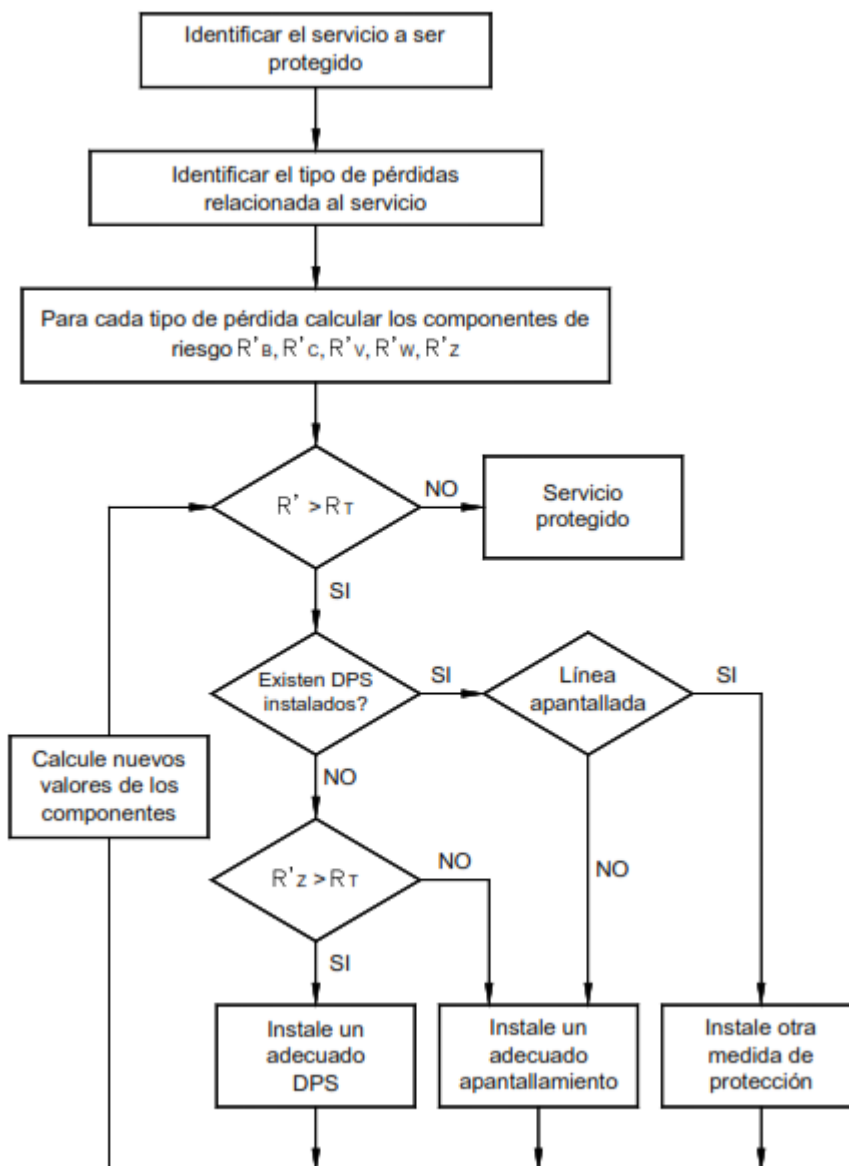 Identificar el servicio a ser
protegido
Identificar el tipo de pérdidas
relacionada al servicio
Para cada tipo de pérdida calcular los componentes de
riesgo R'B, R'C, R'V, R'W, R'Z
R' >RT
NO
Servicio
protegido
SI
Existen DPS
instalados?
SI
Línea
apantallada
SI
Calcule nuevos
valores de los
componentes
NO
R'Z>RT
NO
NO
SI
Instale un
adecuado
DPS
Instale un
adecuado
apantallamiento
Instale otra
medida de
protección